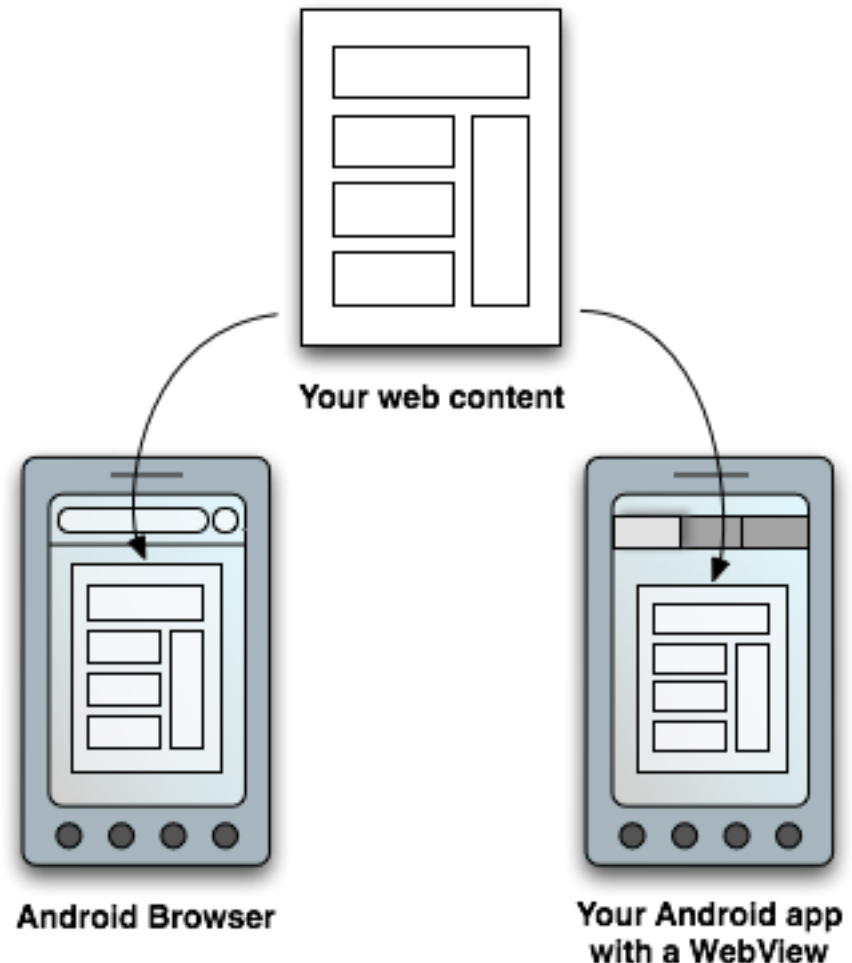 Your web content
Android Browser
Your Android app
with a WebView